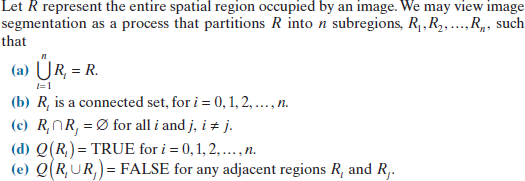 Let R represent the entire spatial region occupied by an image. We may view image
segmentation as a process that partitions R into n subregions, R₁, R₂, ..., Rₙ, such
that
(a) ⋃ᵢ₌₁ⁿ Rᵢ = R.
(b) Rᵢ is a connected set, for i = 0, 1, 2, ..., n.
(c) Rᵢ ∩ Rⱼ = ∅ for all i and j, i ≠ j.
(d) Q(Rᵢ) = TRUE for i = 0, 1, 2, ..., n.
(e) Q(Rᵢ ∪ Rⱼ) = FALSE for any adjacent regions Rᵢ and Rⱼ.